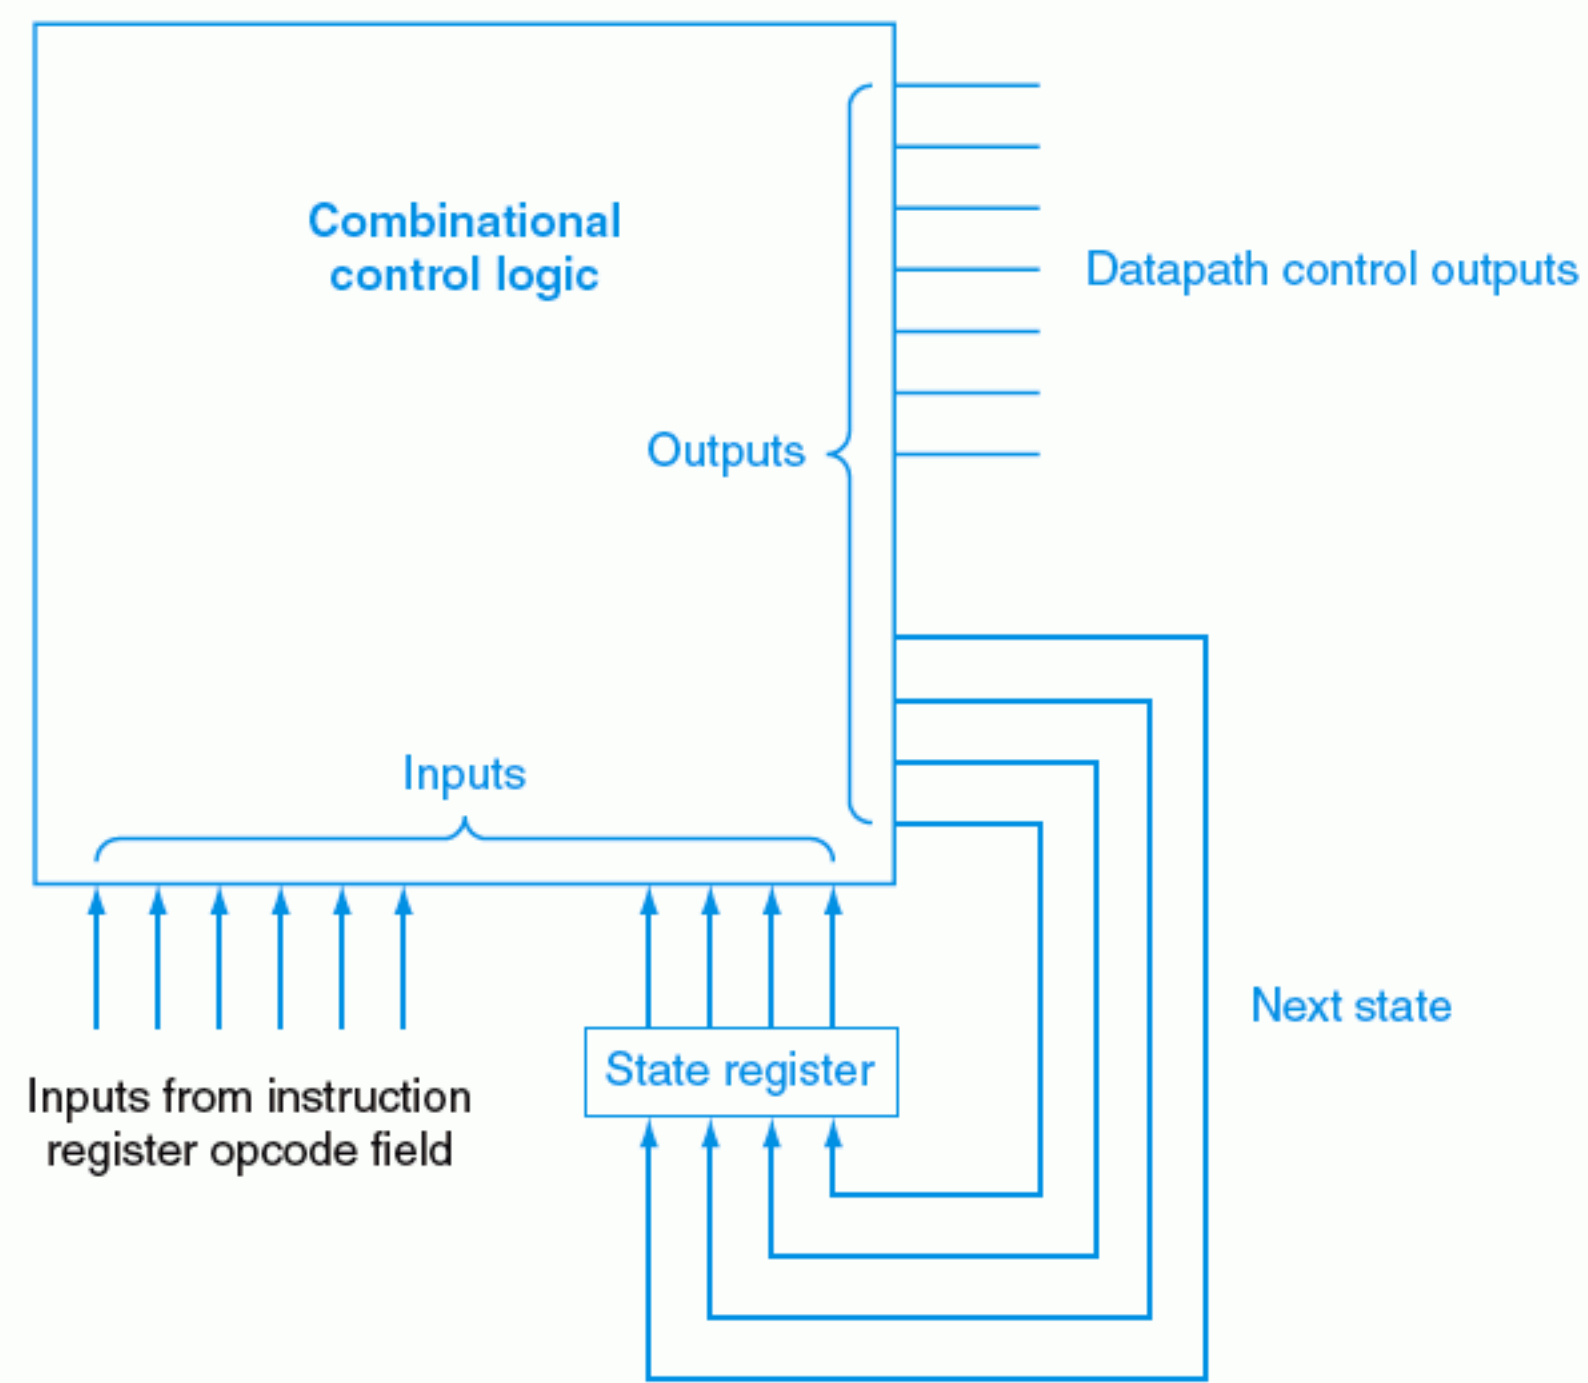 Combinational
control logic
Datapath control outputs
Outputs
Inputs
Next state
State register
Inputs from instruction
register opcode field